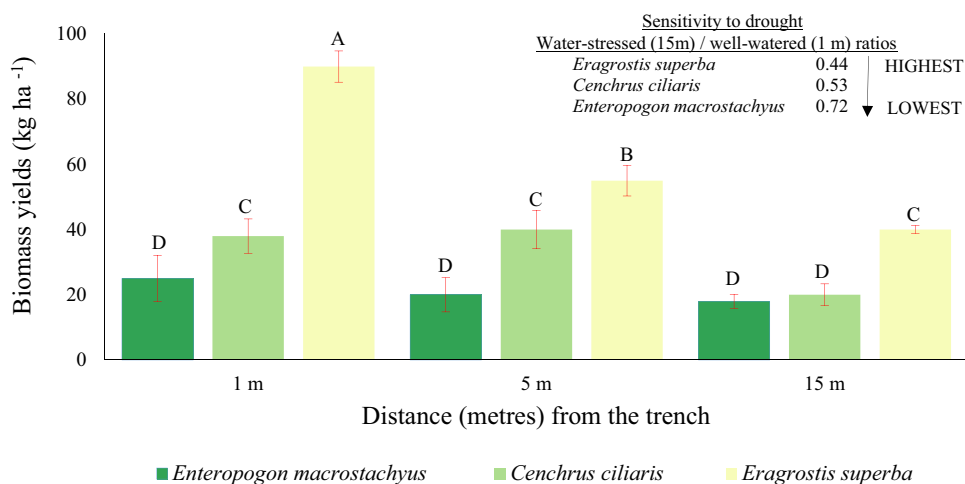 Sensitivity to drought
Water-stressed (15m) / well-watered (1 m) ratios
Eragrostis superba 0.44 HIGHEST
Cenchrus ciliaris 0.53
Enteropogon macrostachyus 0.72 LOWEST
Biomass yields (kg ha -1)
100
80
60
40
20
0
D C A
D C B
D D C
1 m 5 m 15 m
Distance (metres) from the trench
Enteropogon macrostachyus Cenchrus ciliaris Eragrostis superba